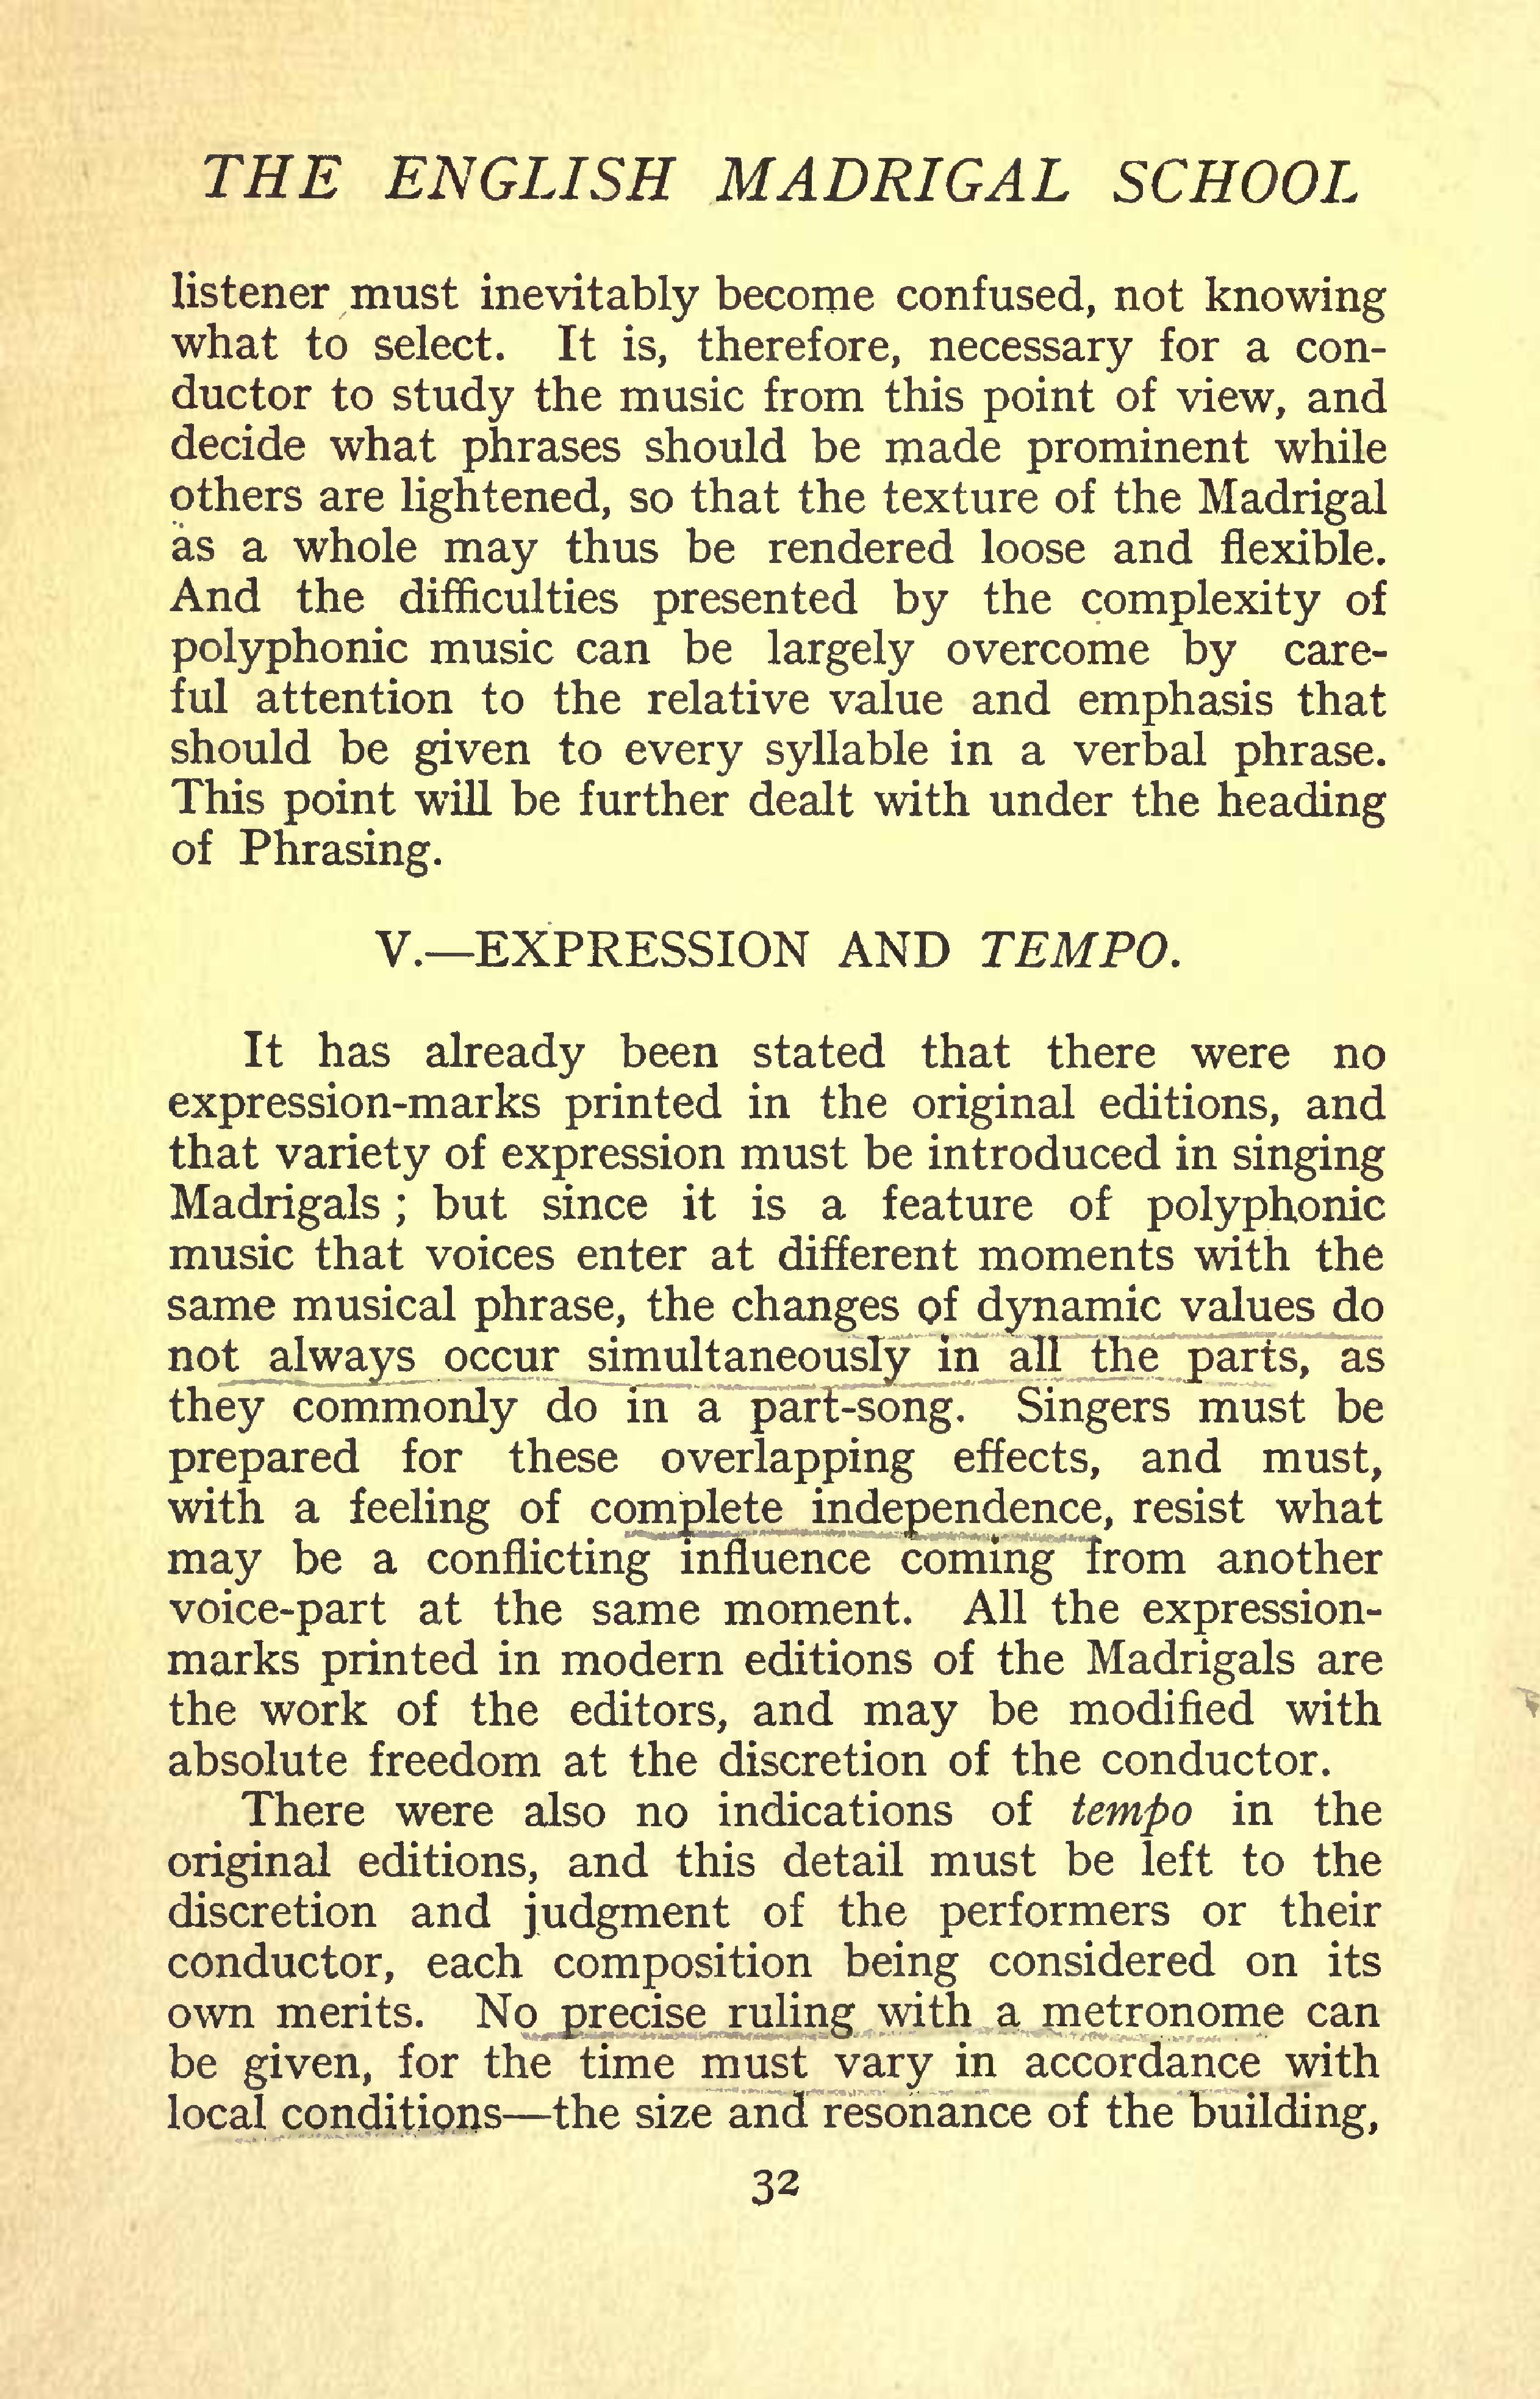 THE ENGLISH MADRIGAL SCHOOL
listener must inevitably become confused, not knowing
what to select. It is, therefore, necessary for a con-
ductor to study the music from this point of view, and
decide what phrases should be made prominent while
others are lightened, so that the texture of the Madrigal
as a whole may thus be rendered loose and flexible.
And the difficulties presented by the complexity of
polyphonic music can be largely overcome by care-
ful attention to the relative value and emphasis that
should be given to every syllable in a verbal phrase.
This point will be further dealt with under the heading
of Phrasing.
V.—EXPRESSION AND TEMPO.
It has already been stated that there were no
expression-marks printed in the original editions, and
that variety of expression must be introduced in singing
Madrigals ; but since it is a feature of polyphonic
music that voices enter at different moments with the
same musical phrase, the changes of dynamic values do
not always occur simultaneously in all the parts, as
they commonly do in a part-song. Singers must be
prepared for these overlapping effects, and must,
with a feeling of complete independence, resist what
may be a conflicting influence coming from another
voice-part at the same moment. All the expression-
marks printed in modern editions of the Madrigals are
the work of the editors, and may be modified with
absolute freedom at the discretion of the conductor.
There were also no indications of tempo in the
original editions, and this detail must be left to the
discretion and judgment of the performers or their
conductor, each composition being considered on its
own merits. No precise ruling with a metronome can
be given, for the time must vary in accordance with
local conditions—the size and resonance of the building,
32